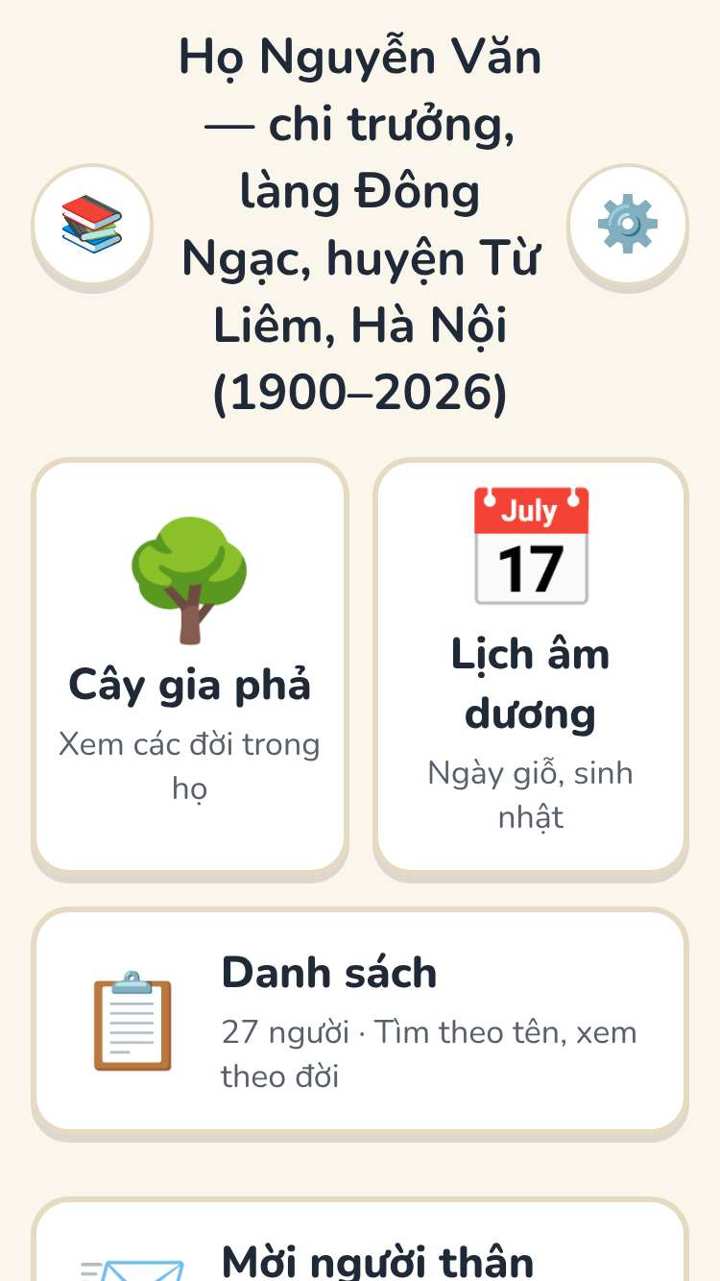 Họ Nguyễn Văn
— chi trưởng,
làng Đông
Ngạc, huyện Từ
Liêm, Hà Nội
(1900–2026)
Cây gia phả
Xem các đời trong
họ
July
17
Lịch âm
dương
Ngày giỗ, sinh
nhật
Danh sách
27 người · Tìm theo tên, xem
theo đời
Mời người thân